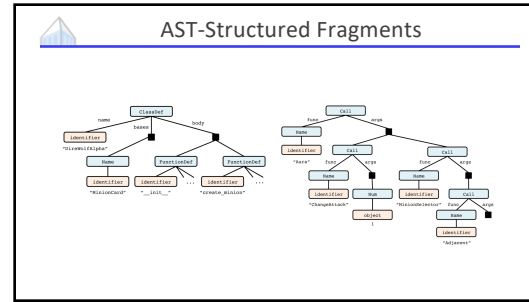 AST-Structured Fragments
ClassDef
name
bases
body
identifier
"DireWolfAlpha"
Name
FunctionDef
FunctionDef
identifier
identifier
...
identifier
...
"MinionCard"
"__init__"
"create_minion"
Call
func
args
Name
identifier
"Aura"
Call
Call
func
args
func
args
Name
Name
identifier
Num
identifier
Call
"ChangeAttack"
"MinionSelector"
func
args
object
Name
1
identifier
"Adjacent"